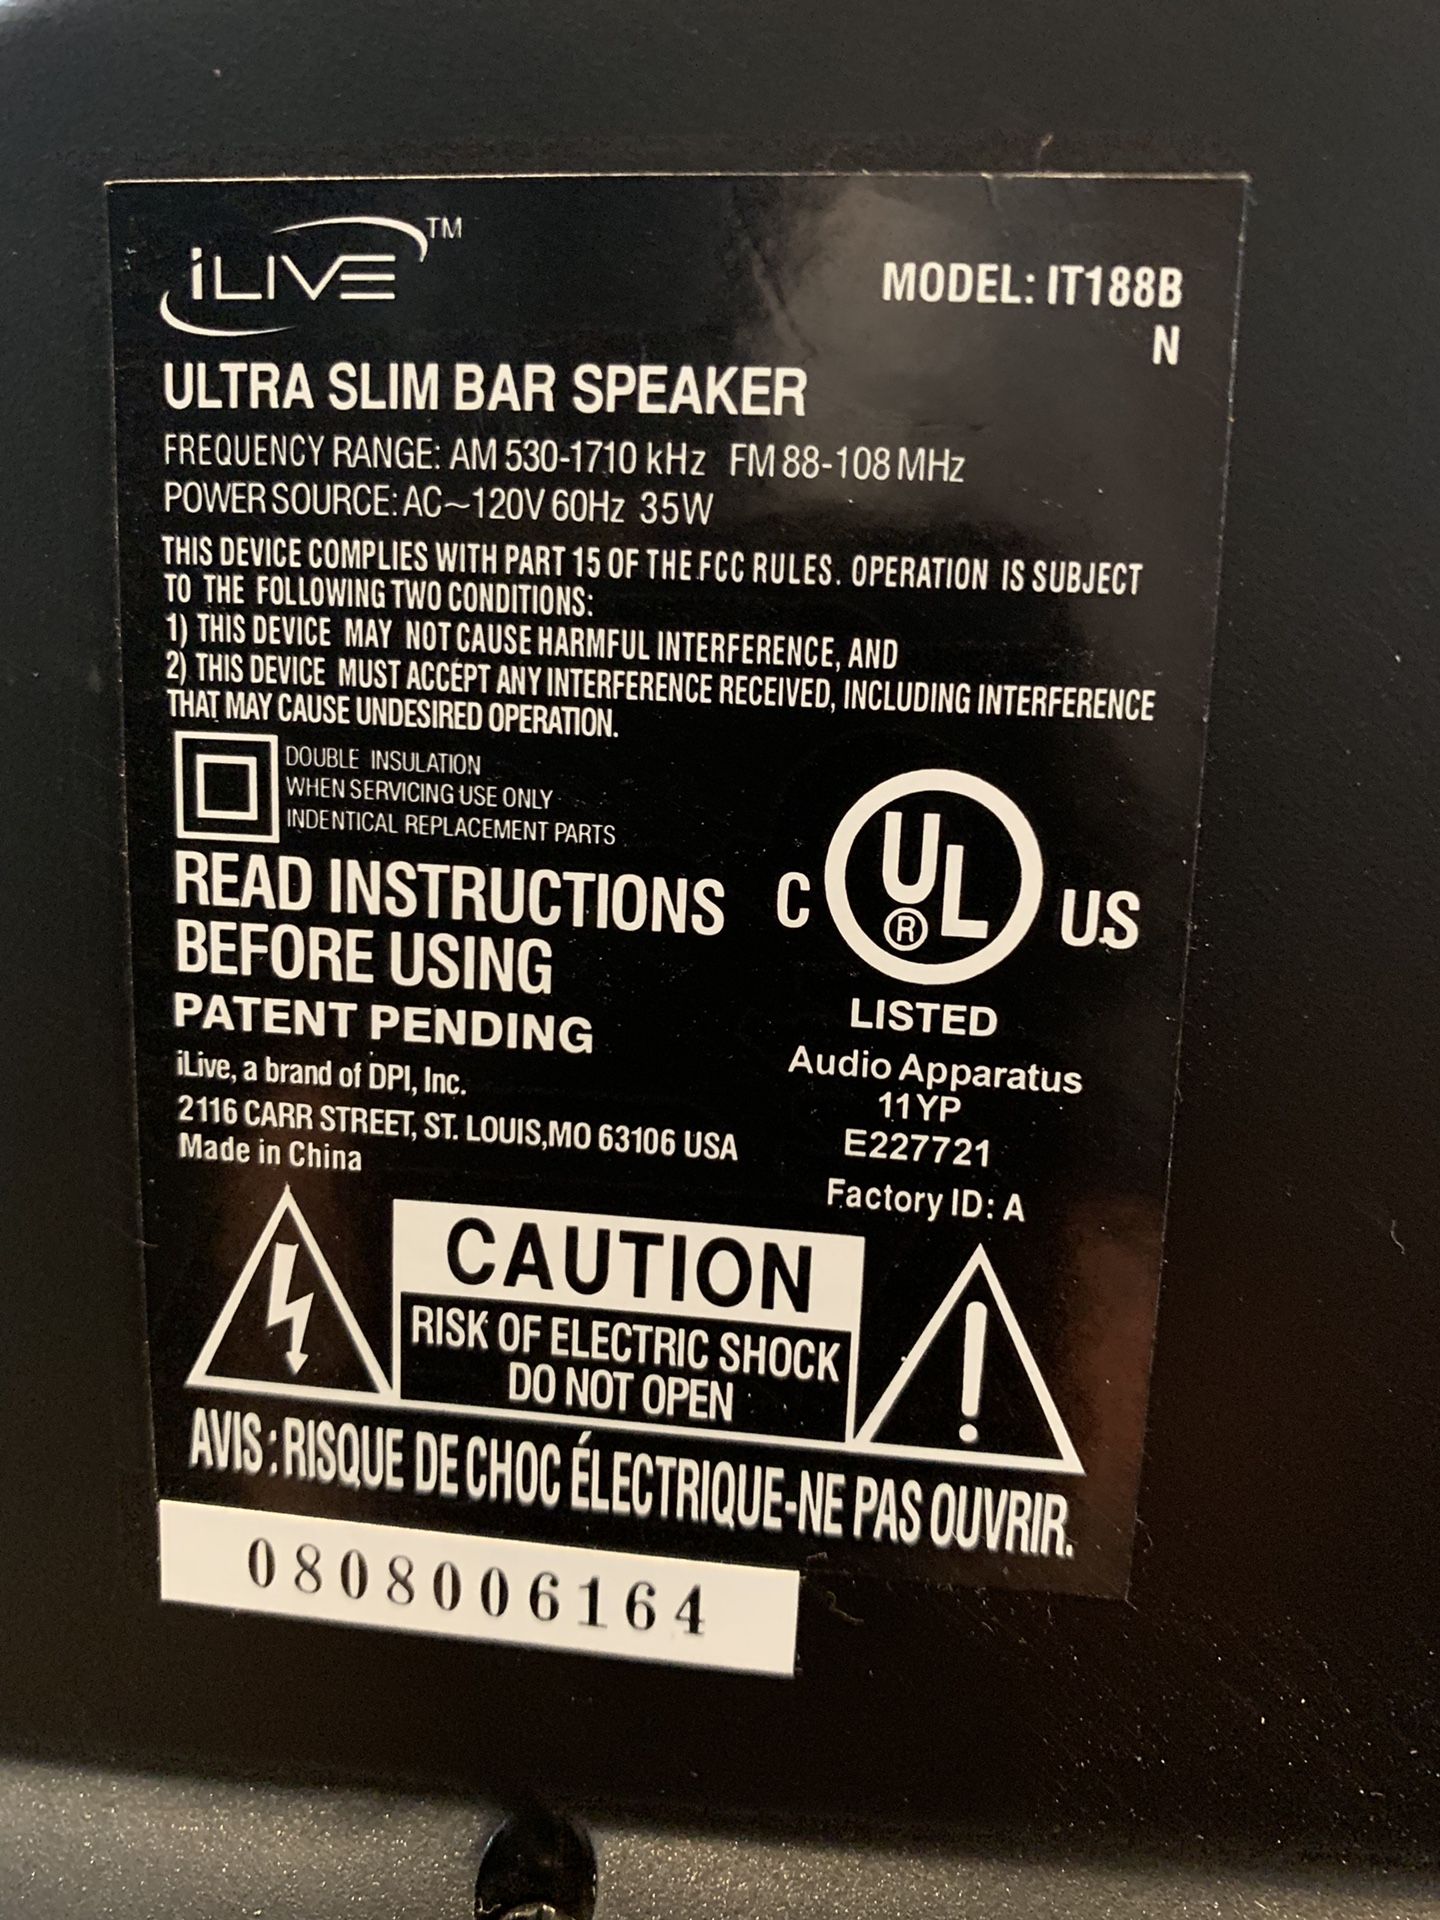 iLIVE™
MODEL: IT188B
N
ULTRA SLIM BAR SPEAKER
FREQUENCY RANGE: AM 530-1710 kHz FM 88-108 MHz
POWER SOURCE: AC~120V 60Hz 35W
THIS DEVICE COMPLIES WITH PART 15 OF THE FCC RULES. OPERATION IS SUBJECT
TO THE FOLLOWING TWO CONDITIONS:
1) THIS DEVICE MAY NOT CAUSE HARMFUL INTERFERENCE, AND
2) THIS DEVICE MUST ACCEPT ANY INTERFERENCE RECEIVED, INCLUDING INTERFERENCE
THAT MAY CAUSE UNDESIRED OPERATION.
DOUBLE INSULATION
WHEN SERVICING USE ONLY
INDENTICAL REPLACEMENT PARTS
READ INSTRUCTIONS
BEFORE USING
PATENT PENDING
iLive, a brand of DPI, Inc.
2116 CARR STREET, ST. LOUIS,MO 63106 USA
Made in China
C UL® US
LISTED
Audio Apparatus
11YP
E227721
Factory ID: A
CAUTION
RISK OF ELECTRIC SHOCK
DO NOT OPEN
AVIS : RISQUE DE CHOC ÉLECTRIQUE-NE PAS OUVRIR.
0808006164